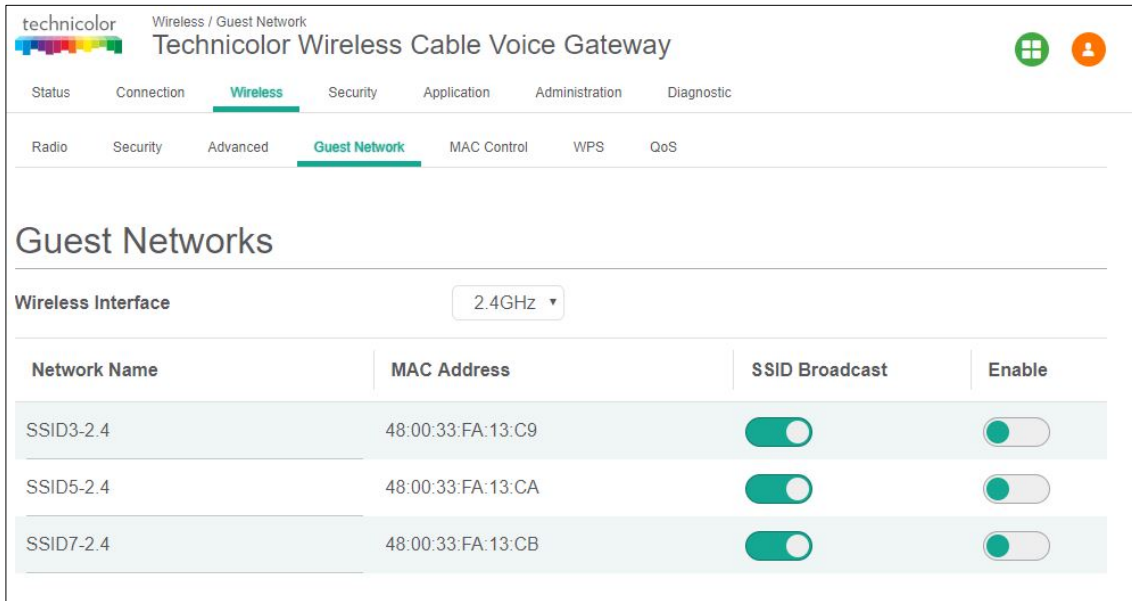 technicolor
Wireless / Guest Network
Technicolor Wireless Cable Voice Gateway
Status Connection Wireless Security Application Administration Diagnostic
Radio Security Advanced Guest Network MAC Control WPS QoS
Guest Networks
Wireless Interface 2.4GHz
Network Name MAC Address SSID Broadcast Enable
SSID3-2.4 48:00:33:FA:13:C9
SSID5-2.4 48:00:33:FA:13:CA
SSID7-2.4 48:00:33:FA:13:CB